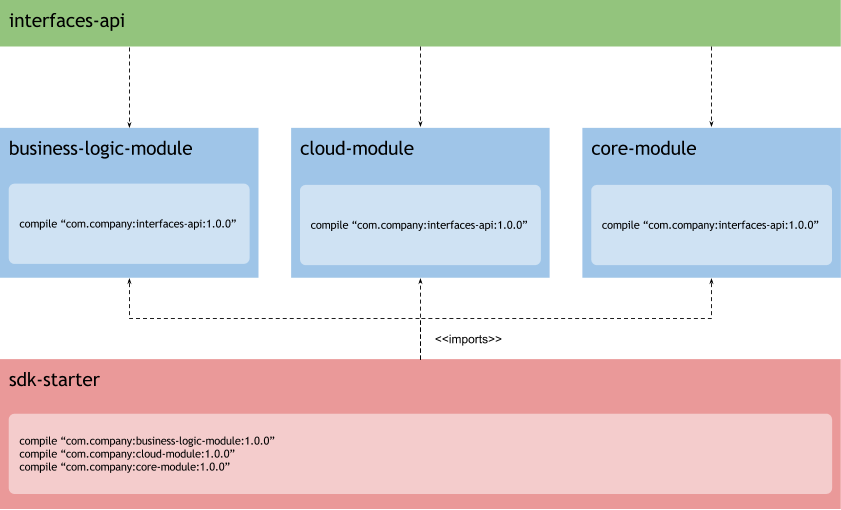 interfaces-api
business-logic-module
cloud-module
core-module
compile “com.company:interfaces-api:1.0.0”
compile “com.company:interfaces-api:1.0.0”
compile “com.company:interfaces-api:1.0.0”
<<imports>>
sdk-starter
compile “com.company:business-logic-module:1.0.0”
compile “com.company:cloud-module:1.0.0”
compile “com.company:core-module:1.0.0”